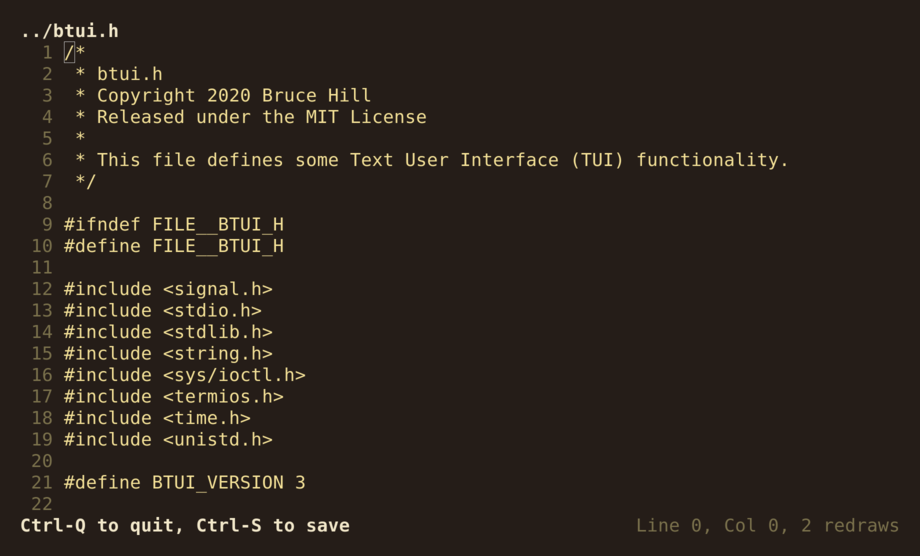 ../btui.h
1 /*
2  * btui.h
3  * Copyright 2020 Bruce Hill
4  * Released under the MIT License
5  *
6  * This file defines some Text User Interface (TUI) functionality.
7  */
8
9 #ifndef FILE__BTUI_H
10 #define FILE__BTUI_H
11
12 #include <signal.h>
13 #include <stdio.h>
14 #include <stdlib.h>
15 #include <string.h>
16 #include <sys/ioctl.h>
17 #include <termios.h>
18 #include <time.h>
19 #include <unistd.h>
20
21 #define BTUI_VERSION 3
22
Ctrl-Q to quit, Ctrl-S to save Line 0, Col 0, 2 redraws